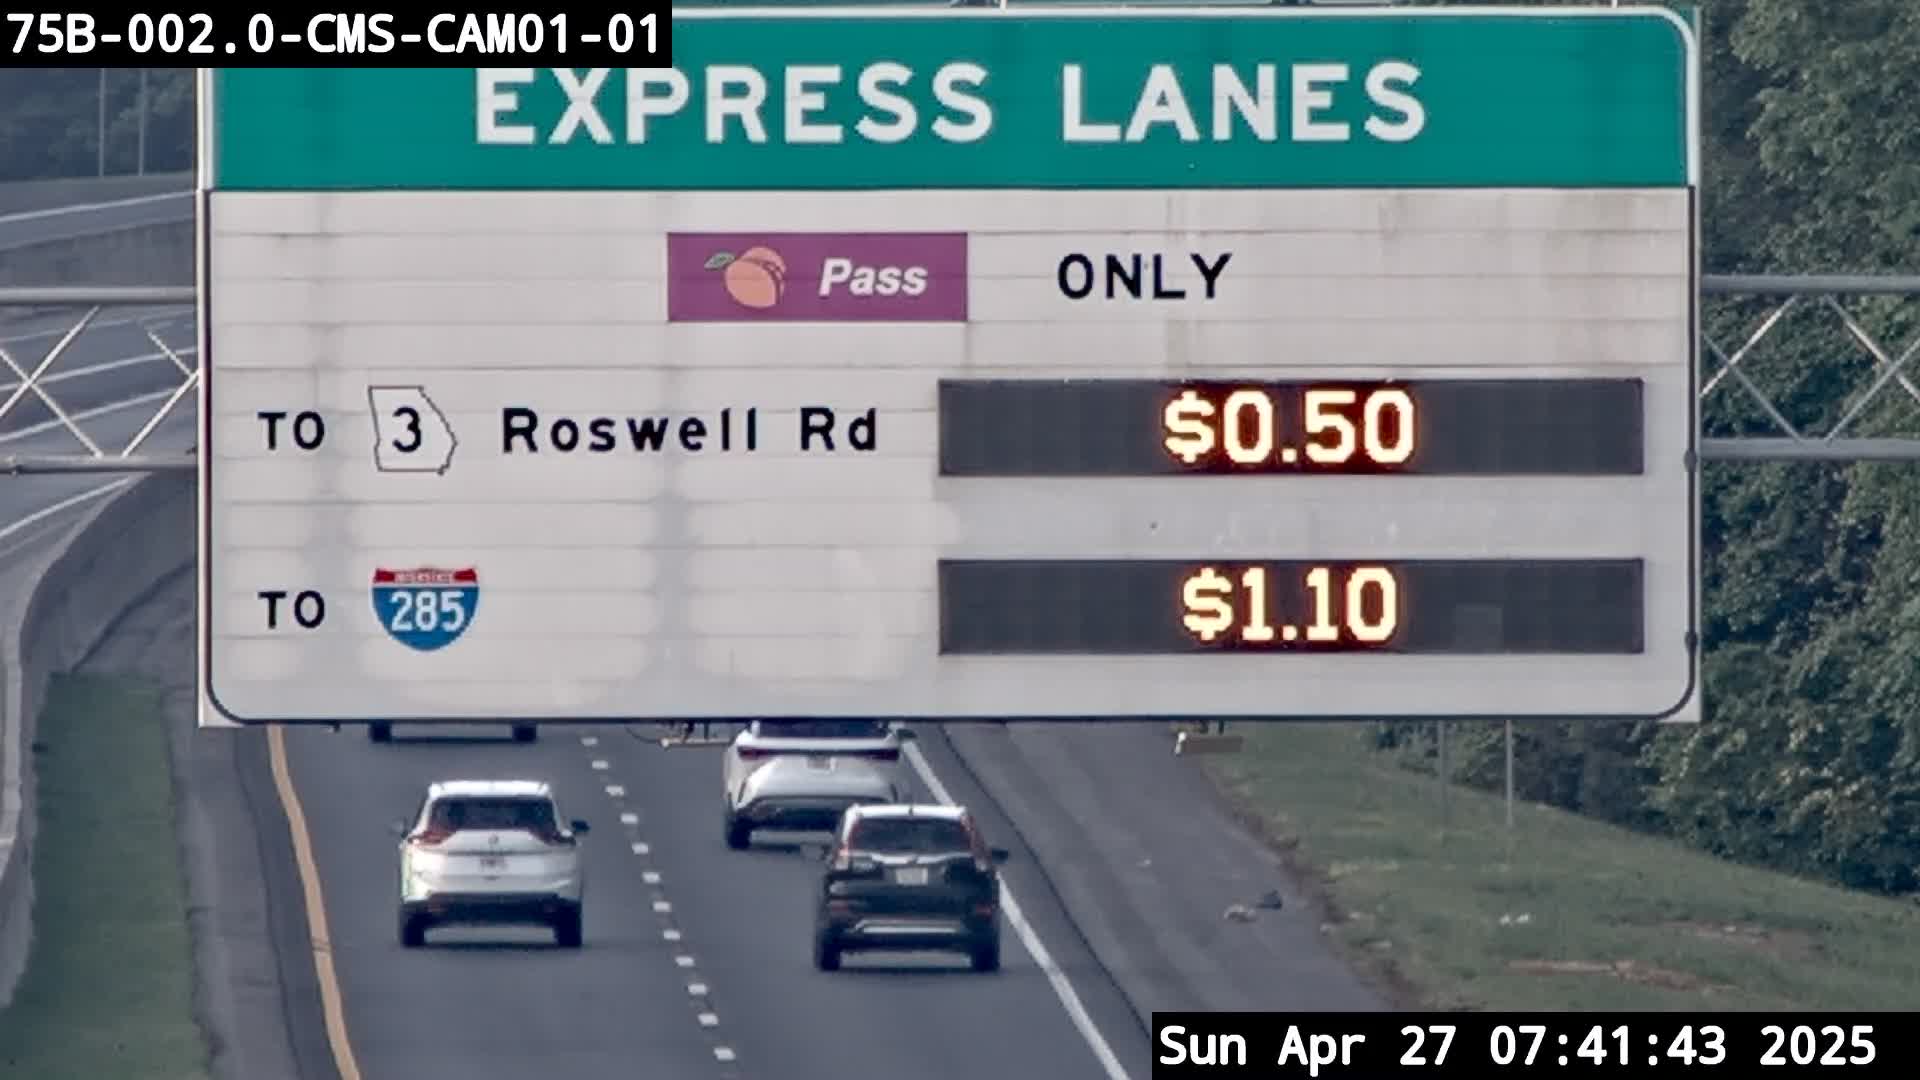 75B-002.0-CMS-CAM01-01
EXPRESS LANES
Pass ONLY
TO 3 Roswell Rd $0.50
TO INTERSTATE 285 $1.10
Sun Apr 27 07:41:43 2025